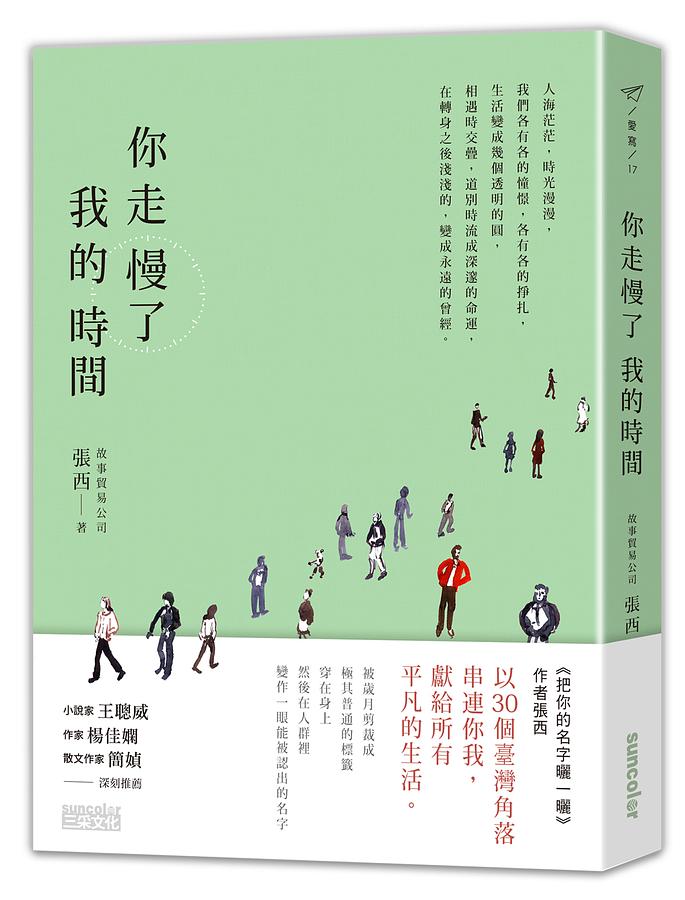 你走慢了
我的時間
故事貿易公司
張西——著
人海茫茫，時光漫漫，
我們各有各的憧憬，各有各的掙扎，
生活變成幾個透明的圓，
相遇時交疊，道別時流成深邃的命運，
在轉身之後淺淺的，變成永遠的曾經。
《把你的名字曬一曬》
作者張西
以30個臺灣角落
串連你我，
獻給所有
平凡的生活。
被歲月剪裁成
極其普通的標籤
穿在身上
然後在人群裡
變作一眼能被認出的名字
小說家 王聰威
作家 楊佳嫻
散文作家 簡媜
——深刻推薦
suncolor
三采文化
愛寫／17
你走慢了我的時間
故事貿易公司
張西
suncolor